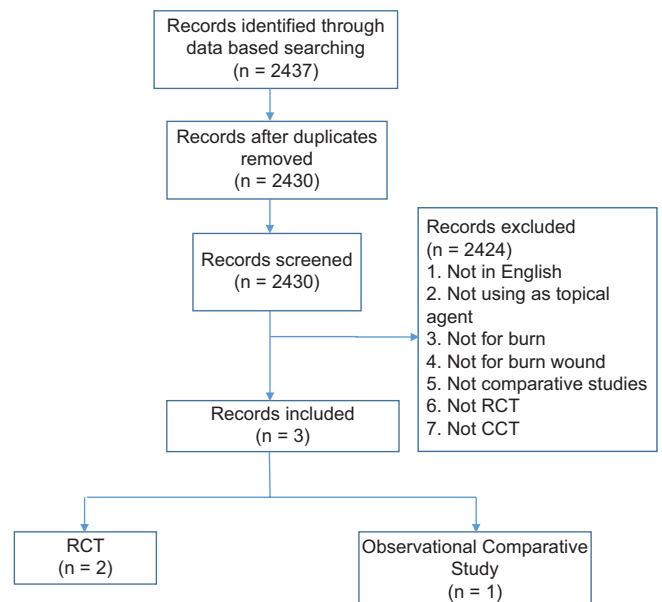 Records identified through
data based searching
(n = 2437)
Records after duplicates
removed
(n = 2430)
Records screened
(n = 2430)
Records excluded
(n = 2424)
1. Not in English
2. Not using as topical
agent
3. Not for burn
4. Not for burn wound
5. Not comparative studies
6. Not RCT
7. Not CCT
Records included
(n = 3)
RCT
(n = 2)
Observational Comparative
Study
(n = 1)